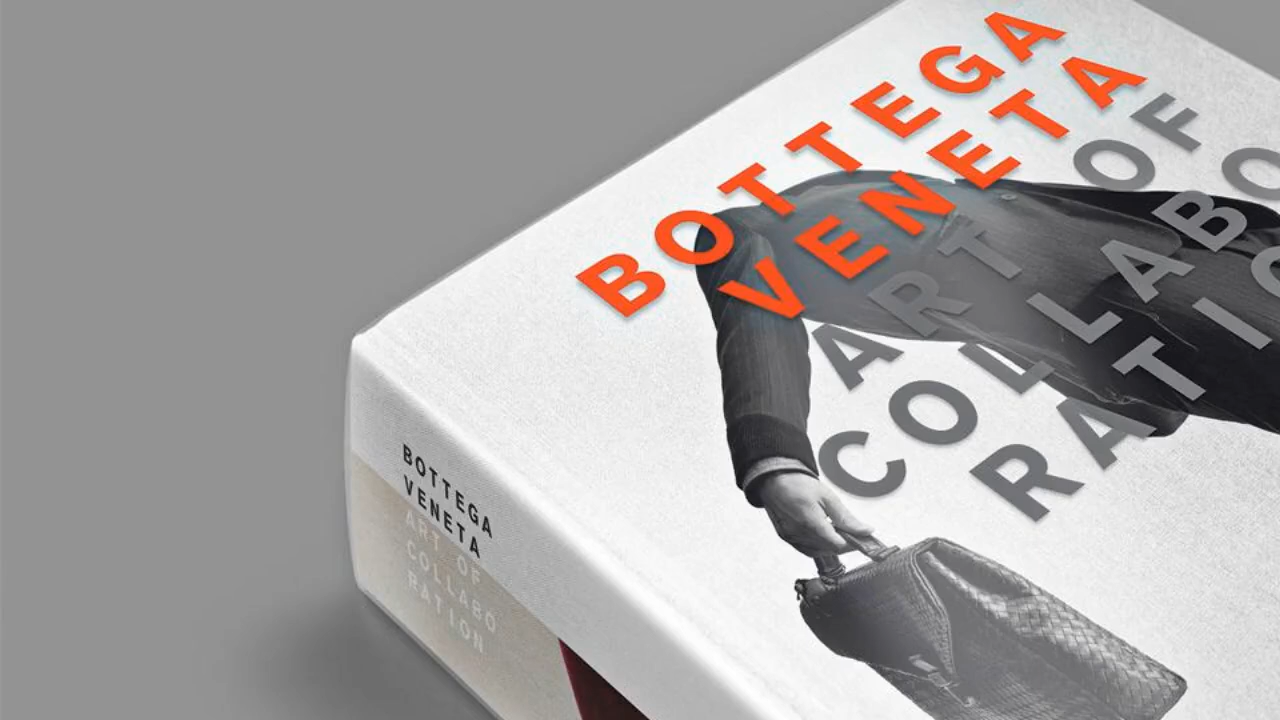 BOTTEGA
VENETA
ART OF
COLLABO
RATION
BOTTEGA
VENETA
ART OF
COLLABO
RATION